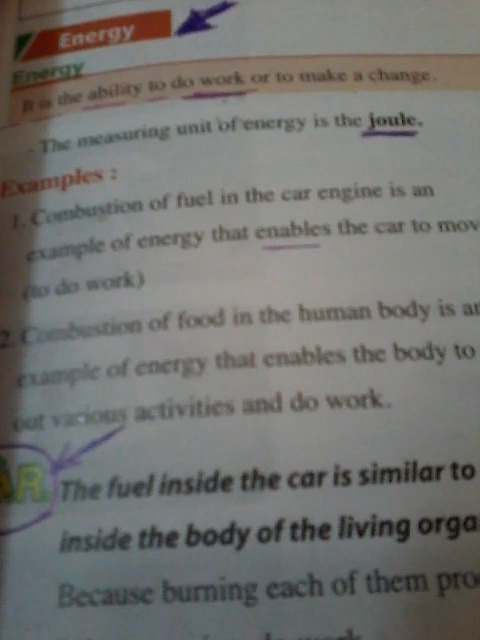 Energy
Energy
It is the ability to do work or to make a change.
- The measuring unit of energy is the joule.
Examples :
1. Combustion of fuel in the car engine is an
example of energy that enables the car to mov
(to do work)
2. Combustion of food in the human body is an
example of energy that enables the body to
out various activities and do work.
R. The fuel inside the car is similar to
inside the body of the living orga
Because burning each of them pro